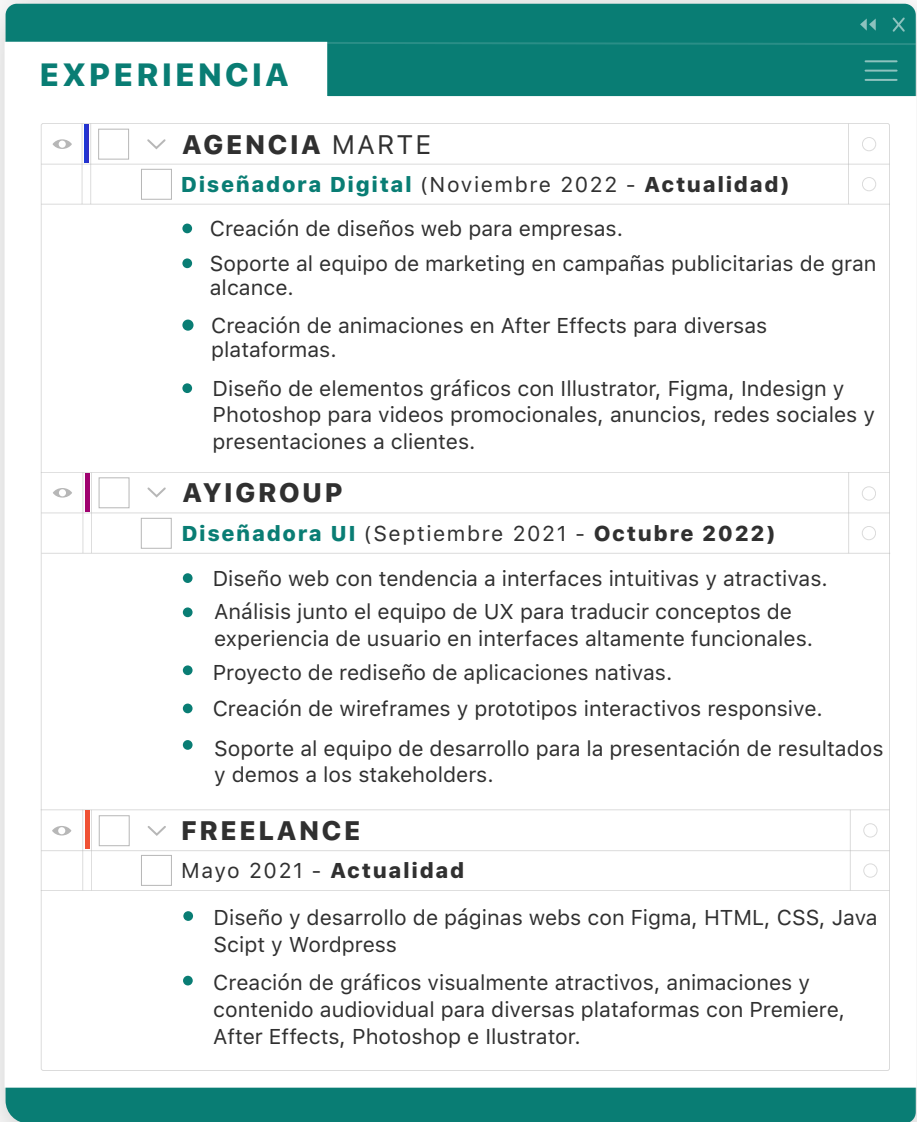 EXPERIENCIA
AGENCIA MARTE
Diseñadora Digital (Noviembre 2022 - Actualidad)
Creación de diseños web para empresas.
Soporte al equipo de marketing en campañas publicitarias de gran
alcance.
Creación de animaciones en After Effects para diversas
plataformas.
Diseño de elementos gráficos con Illustrator, Figma, Indesign y
Photoshop para videos promocionales, anuncios, redes sociales y
presentaciones a clientes.
AYIGROUP
Diseñadora UI (Septiembre 2021 - Octubre 2022)
Diseño web con tendencia a interfaces intuitivas y atractivas.
Análisis junto el equipo de UX para traducir conceptos de
experiencia de usuario en interfaces altamente funcionales.
Proyecto de rediseño de aplicaciones nativas.
Creación de wireframes y prototipos interactivos responsive.
Soporte al equipo de desarrollo para la presentación de resultados
y demos a los stakeholders.
FREELANCE
Mayo 2021 - Actualidad
Diseño y desarrollo de páginas webs con Figma, HTML, CSS, Java
Scipt y Wordpress
Creación de gráficos visualmente atractivos, animaciones y
contenido audiovidual para diversas plataformas con Premiere,
After Effects, Photoshop e Ilustrator.